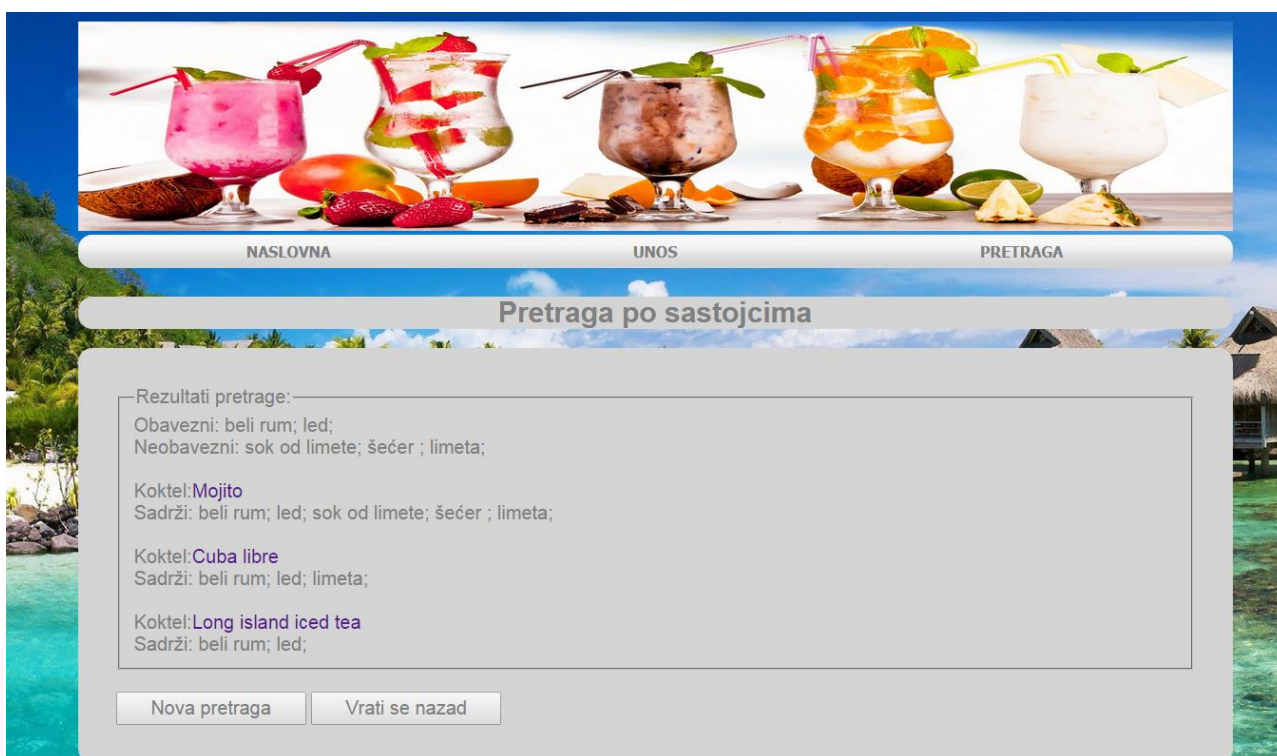 NASLOVNA UNOS PRETRAGA
Pretraga po sastojcima
Rezultati pretrage:
Obavezni: beli rum; led;
Neobavezni: sok od limete; šećer ; limeta;
Koktel:Mojito
Sadrži: beli rum; led; sok od limete; šećer ; limeta;
Koktel:Cuba libre
Sadrži: beli rum; led; limeta;
Koktel:Long island iced tea
Sadrži: beli rum; led;
Nova pretraga Vrati se nazad